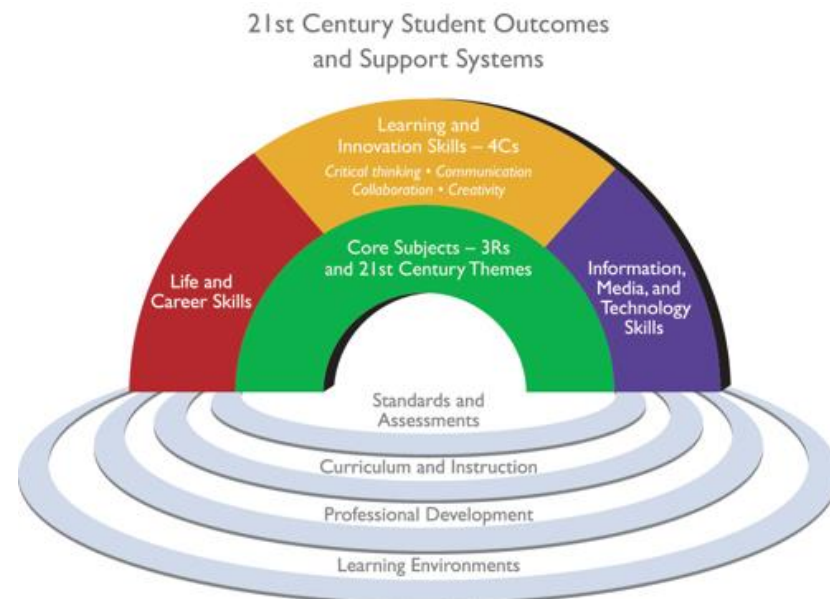 21st Century Student Outcomes
and Support Systems
Learning and
Innovation Skills – 4Cs
Critical thinking • Communication
Collaboration • Creativity
Core Subjects – 3Rs
and 21st Century Themes
Life and
Career Skills
Information,
Media, and
Technology
Skills
Standards and
Assessments
Curriculum and Instruction
Professional Development
Learning Environments